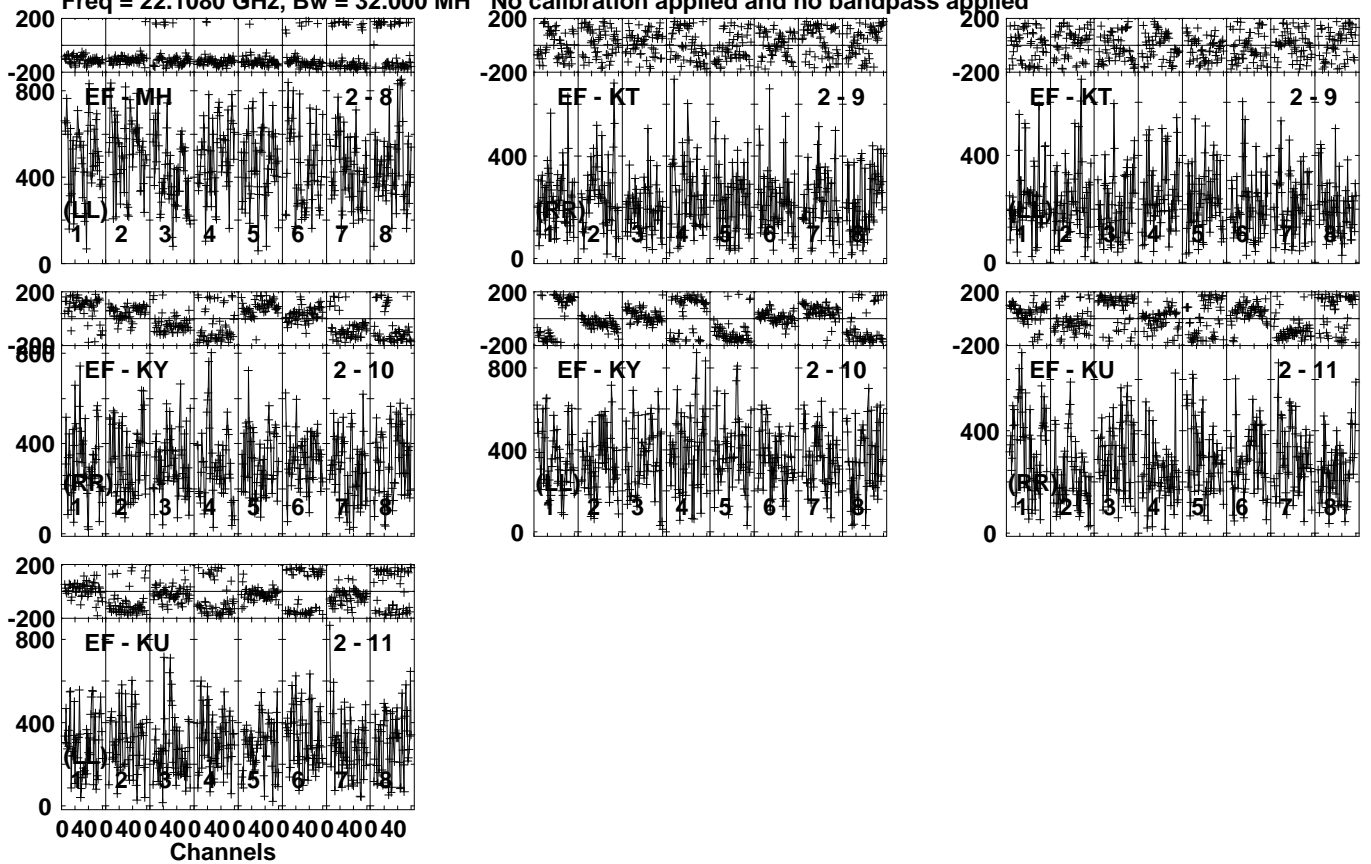 Freq = 22.1080 GHz, Bw = 32.000 MH No calibration applied and no bandpass applied
200
-200
800
400
0
EF - MH 2 - 8
(LL)
1 2 3 4 5 6 7 8
200
-200
400
0
EF - KT 2 - 9
(RR)
1 2 3 4 5 6 7 8
200
-200
400
0
EF - KT 2 - 9
(LL)
1 2 3 4 5 6 7 8
200
-200
800
400
0
EF - KY 2 - 10
(RR)
1 2 3 4 5 6 7 8
200
-200
800
400
0
EF - KY 2 - 10
(LL)
1 2 3 4 5 6 7 8
200
-200
400
0
EF - KU 2 - 11
(RR)
1 2 3 4 5 6 7 8
200
-200
800
400
0
EF - KU 2 - 11
(LL)
1 2 3 4 5 6 7 8
0 40 0 40 0 40 0 40 0 40 0 40 0 40 0 40
Channels